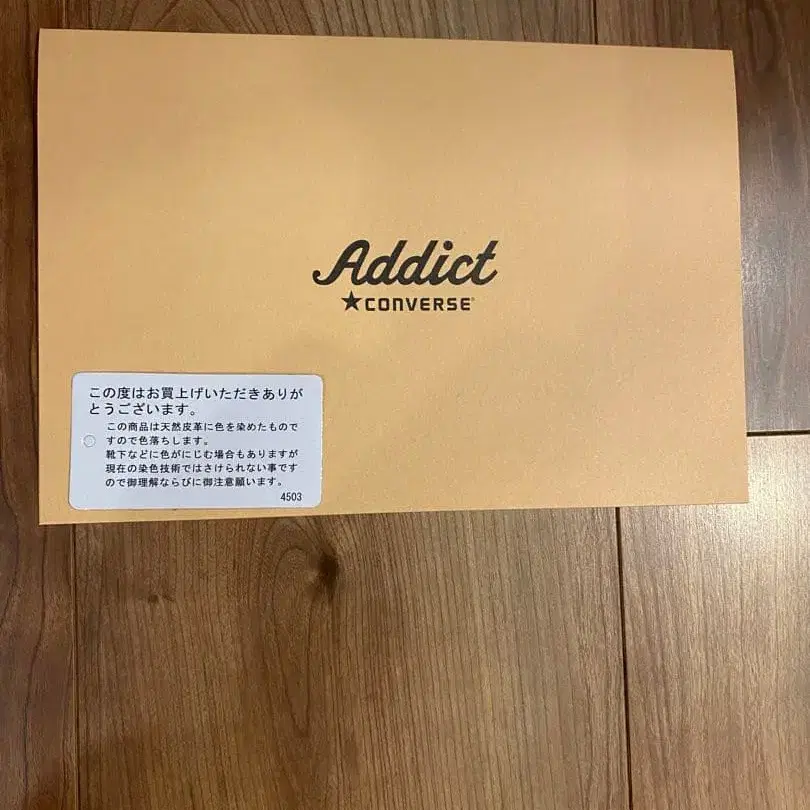 Addict
★CONVERSE®
この度はお買上げいただきありが
とうございます。
この商品は天然皮革に色を染めたもので
すので色落ちします。
靴下などに色がにじむ場合もありますが
現在の染色技術ではさけられない事です
ので御理解ならびに御注意願います。
4503